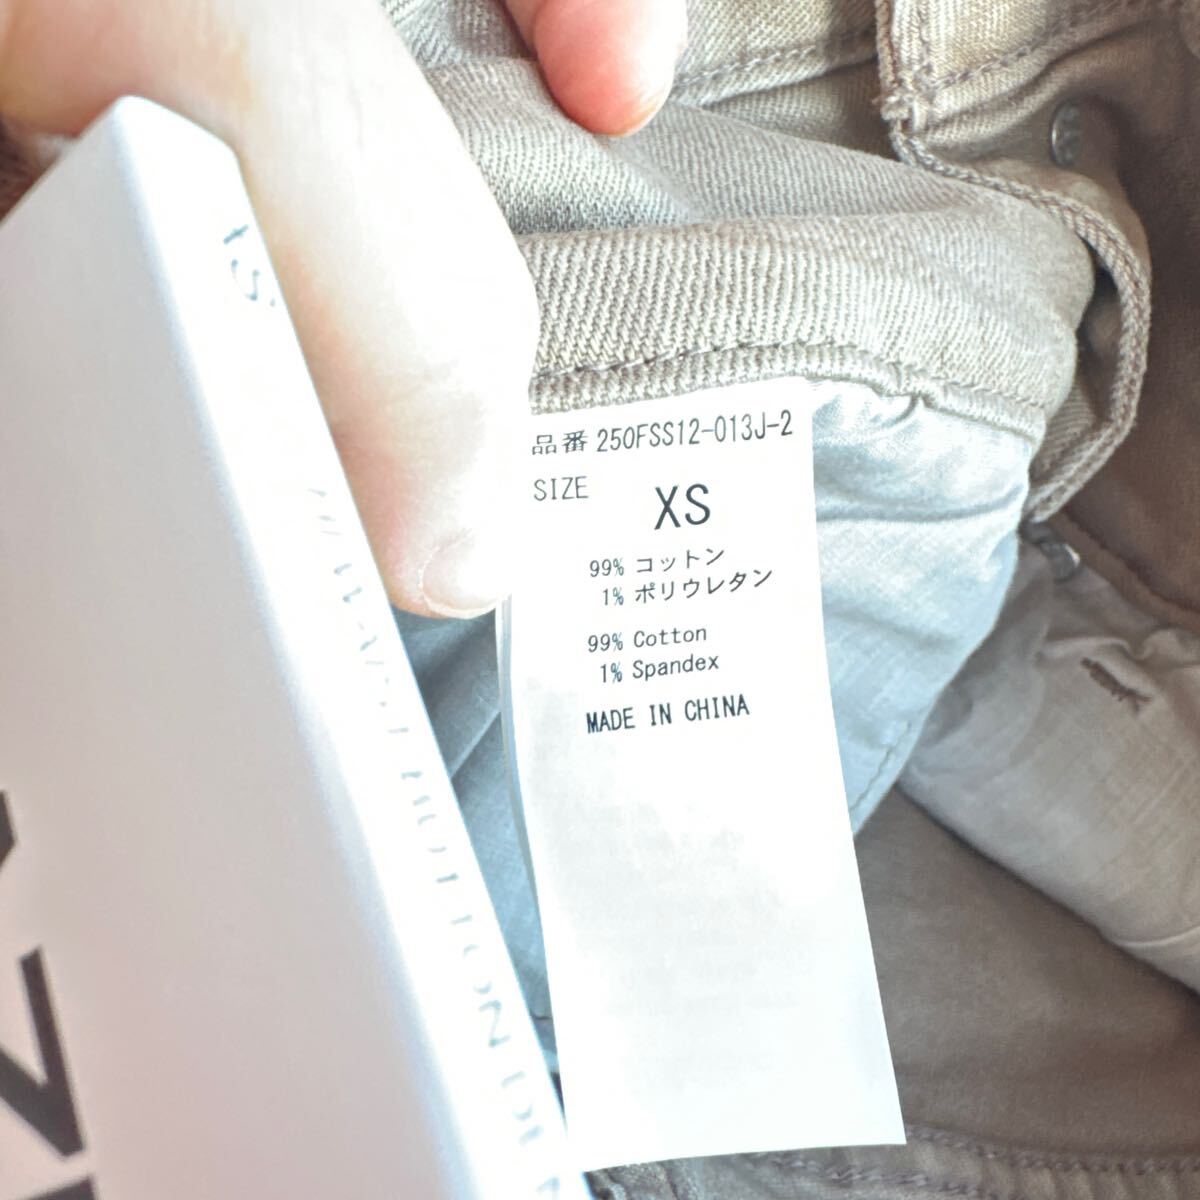 品番 250FSS12-013J-2
SIZE
XS
99% コットン
1% ポリウレタン
99% Cotton
1% Spandex
MADE IN CHINA